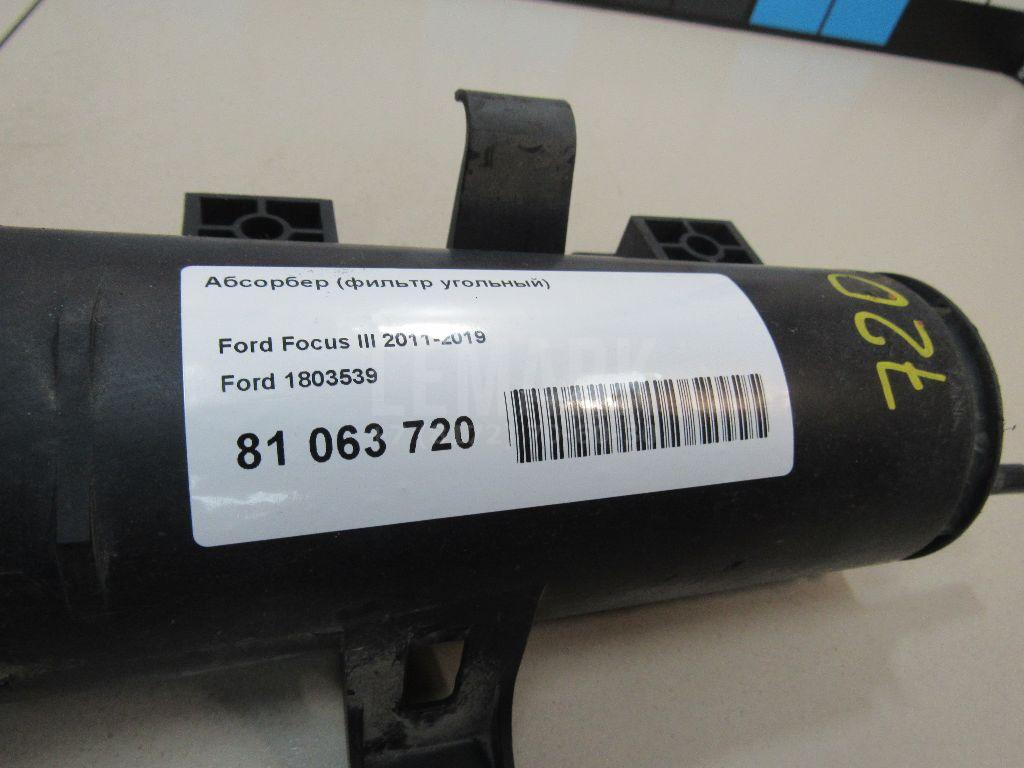 Абсорбер (фильтр угольный)
Ford Focus III 2011-2019
Ford 1803539
81 063 720
720
LEMARK